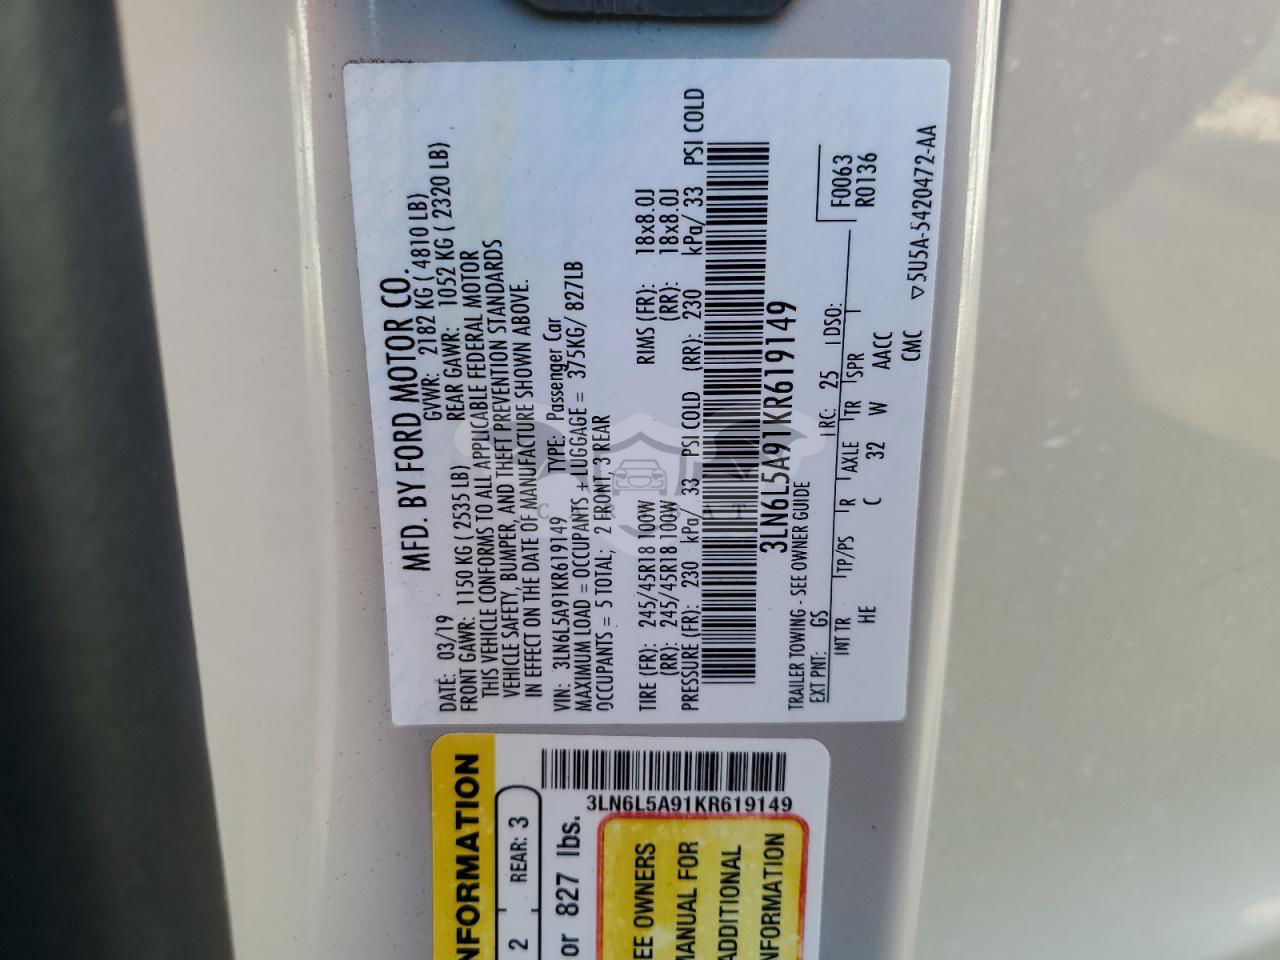 MFD. BY FORD MOTOR CO.
DATE: 03/19 GVWR: 2182 KG ( 4810 LB)
FRONT GAWR: 1150 KG ( 2535 LB) REAR GAWR: 1052 KG ( 2320 LB)
THIS VEHICLE CONFORMS TO ALL APPLICABLE FEDERAL MOTOR
VEHICLE SAFETY, BUMPER, AND THEFT PREVENTION STANDARDS
IN EFFECT ON THE DATE OF MANUFACTURE SHOWN ABOVE.
VIN: 3LN6L5A91KR619149 TYPE: Passenger Car
MAXIMUM LOAD = OCCUPANTS + LUGGAGE = 375KG/ 827LB
OCCUPANTS = 5 TOTAL; 2 FRONT, 3 REAR
TIRE (FR): 245/45R18 100W RIMS (FR): 18x8.0J
(RR): 245/45R18 100W (RR): 18x8.0J
PRESSURE (FR): 230 kPa/ 33 PSI COLD (RR): 230 kPa/ 33 PSI COLD
3LN6L5A91KR619149
TRAILER TOWING - SEE OWNER GUIDE
EXT PNT: GS RC: 25 DSO: F0063
INT TR TP/PS R AXLE TR SPR R0136
HE C 32 W AACC
CMC ▽5U5A-5420472-AA
NFORMATION
2 REAR: 3
or 827 lbs.
3LN6L5A91KR619149
EE OWNERS
MANUAL FOR
ADDITIONAL
NFORMATION